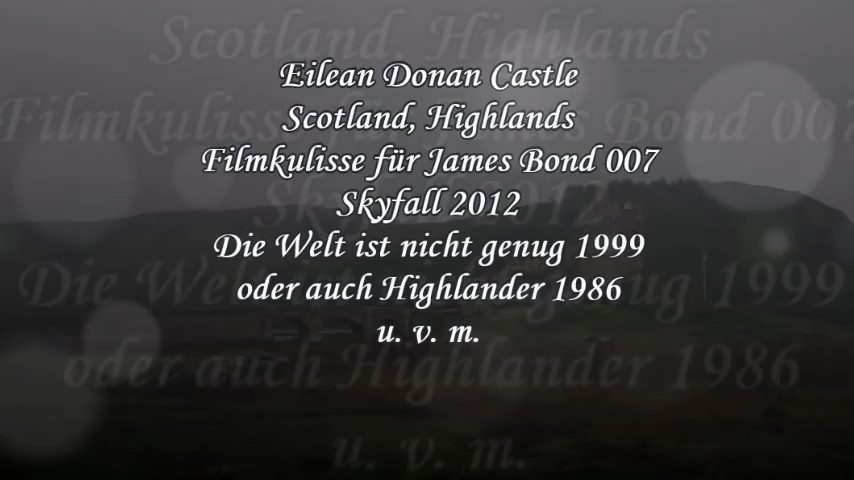 Eilean Donan Castle
Scotland, Highlands
Filmkulisse für James Bond 007
Skyfall 2012
Die Welt ist nicht genug 1999
oder auch Highlander 1986
u. v. m.